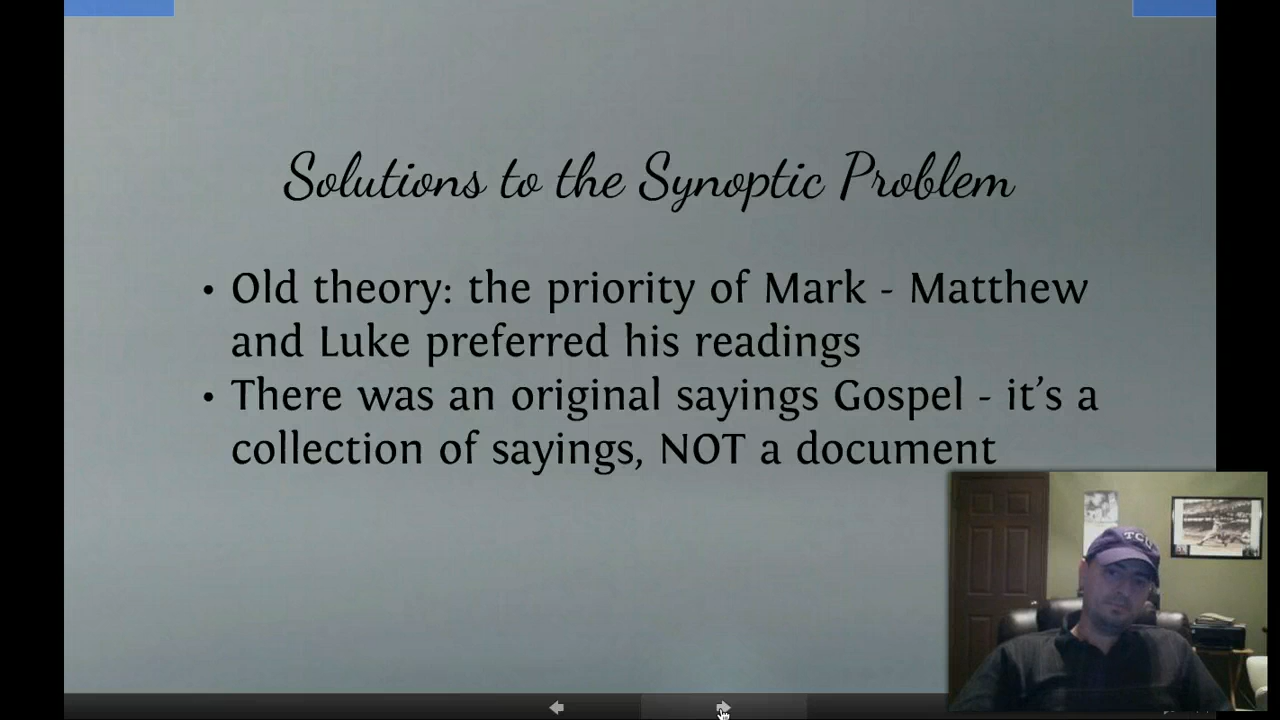 Solutions to the Synoptic Problem
• Old theory: the priority of Mark - Matthew
and Luke preferred his readings
• There was an original sayings Gospel - it's a
collection of sayings, NOT a document
TCU